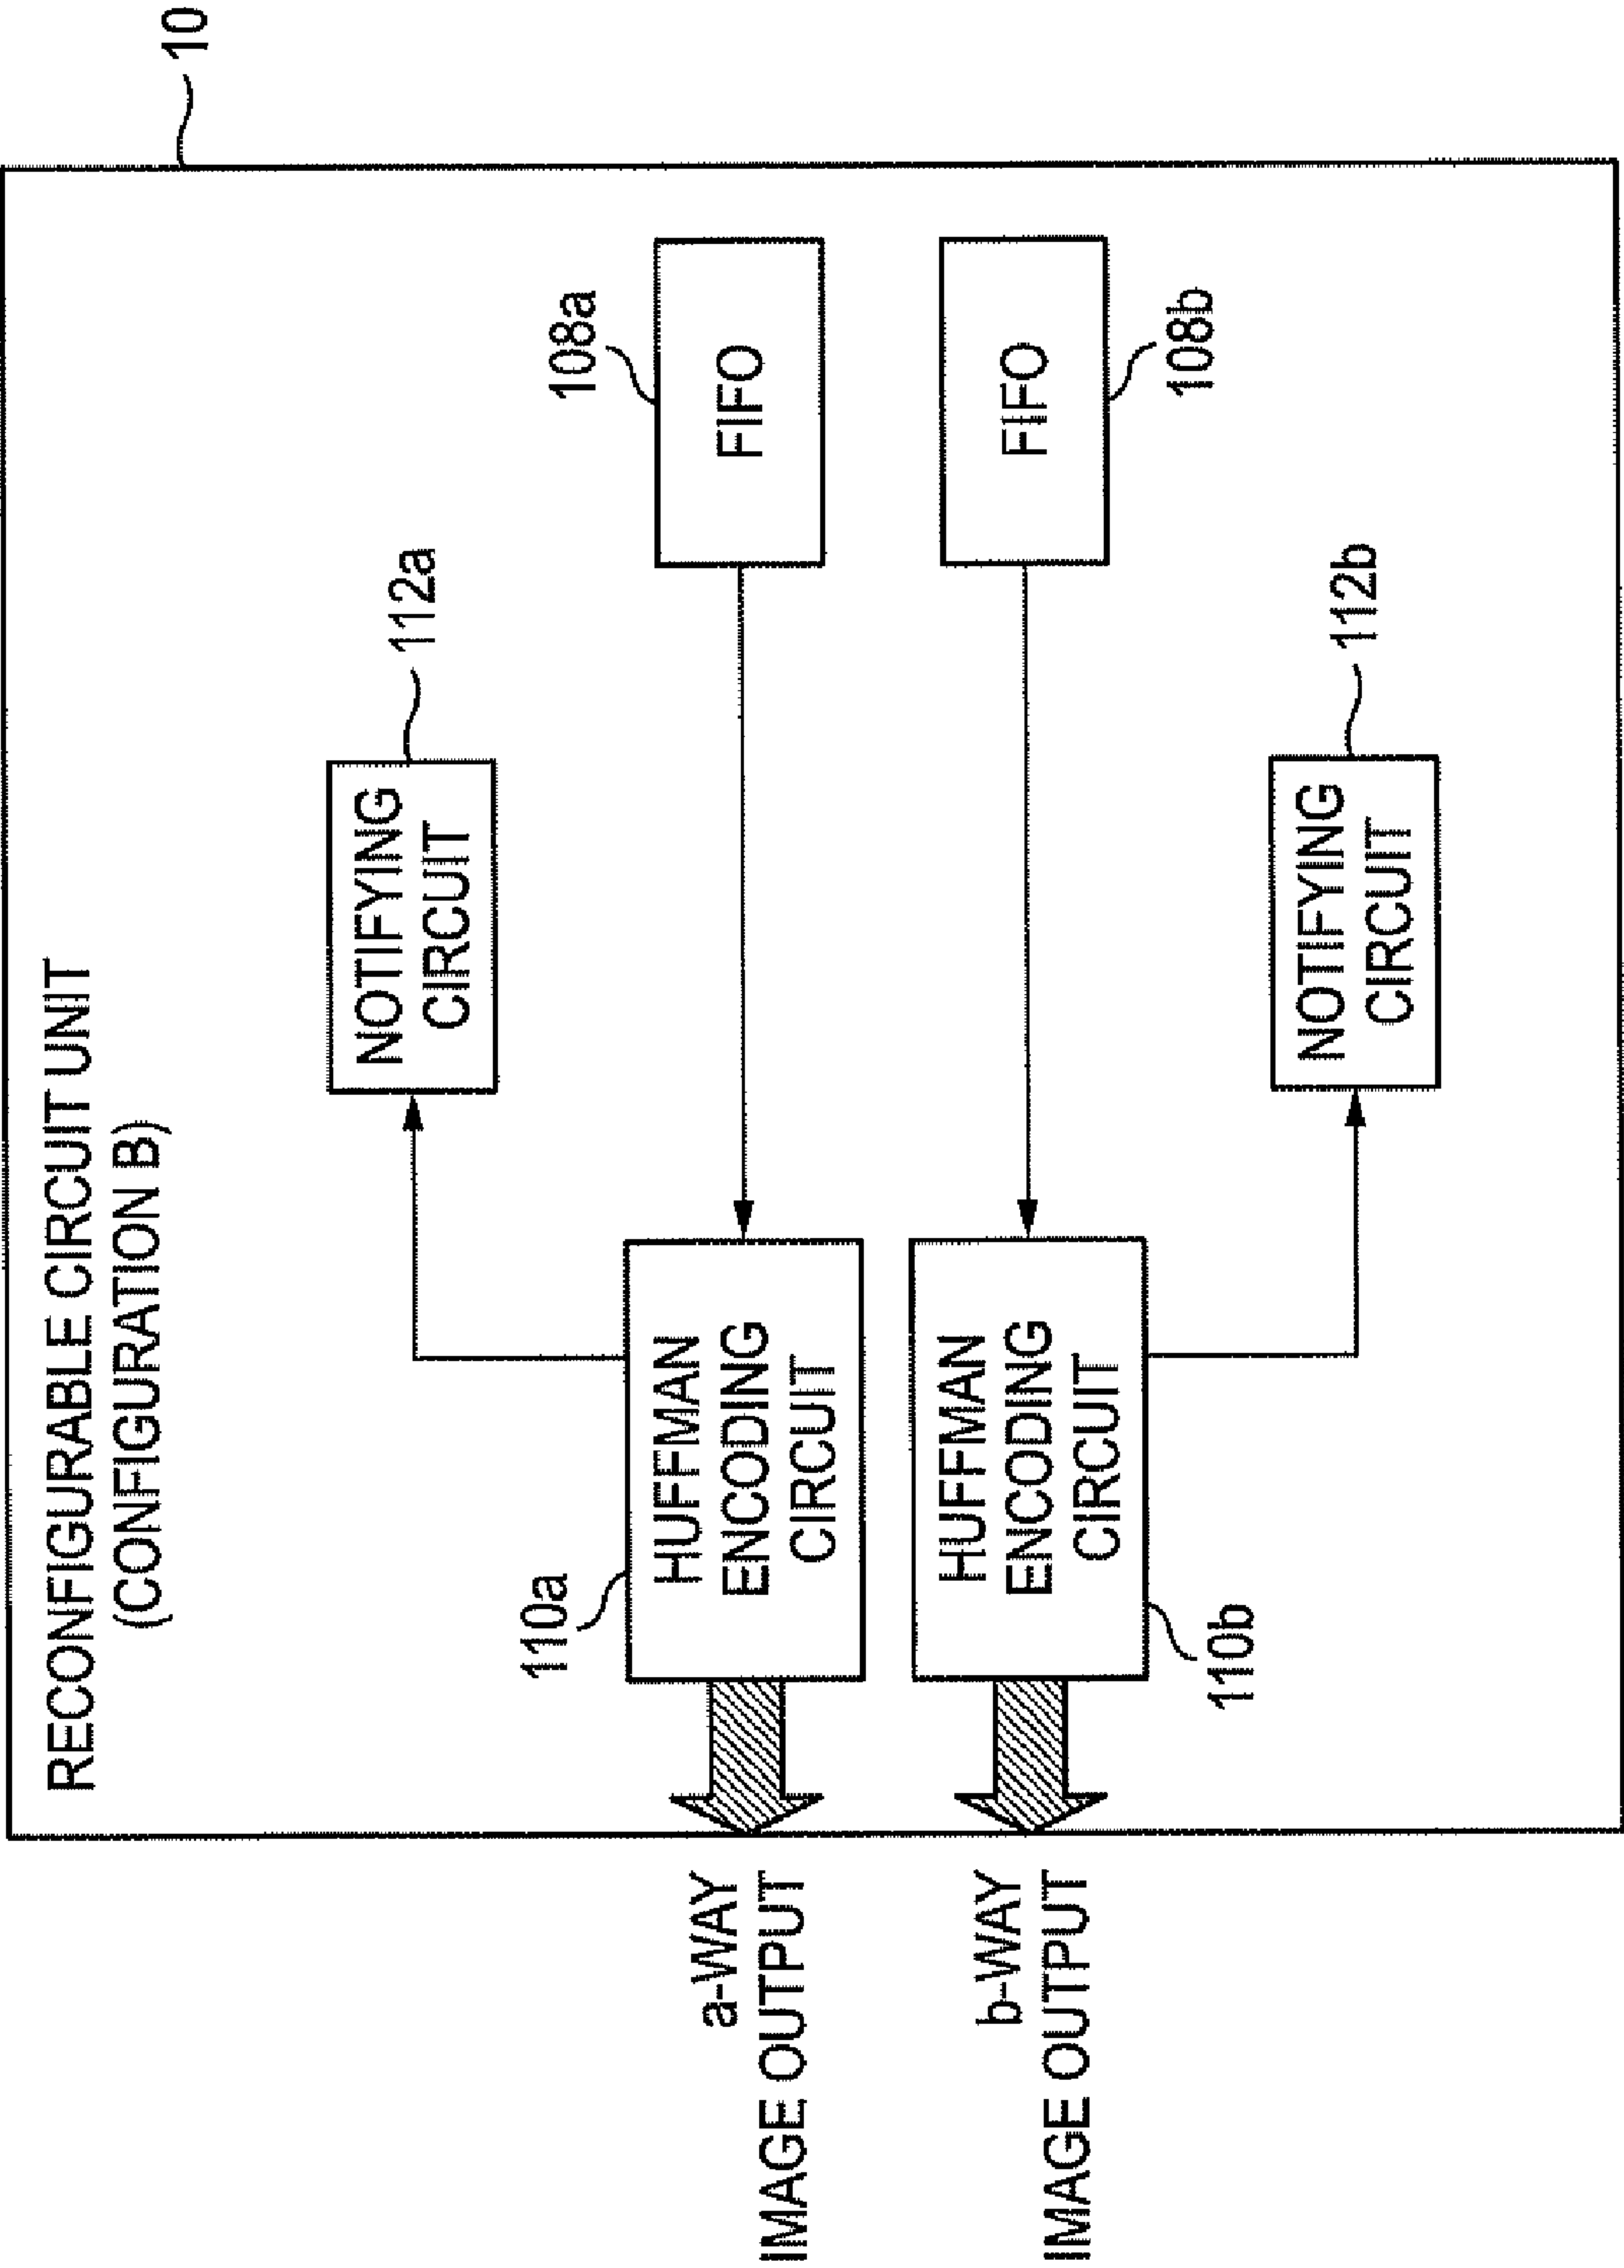 10
RECONFIGURABLE CIRCUIT UNIT
(CONFIGURATION B)
NOTIFYING
CIRCUIT
112a
110a
108a
a-WAY
IMAGE OUTPUT
HUFFMAN
ENCODING
CIRCUIT
FIFO
b-WAY
IMAGE OUTPUT
HUFFMAN
ENCODING
CIRCUIT
FIFO
110b
108b
NOTIFYING
CIRCUIT
112b